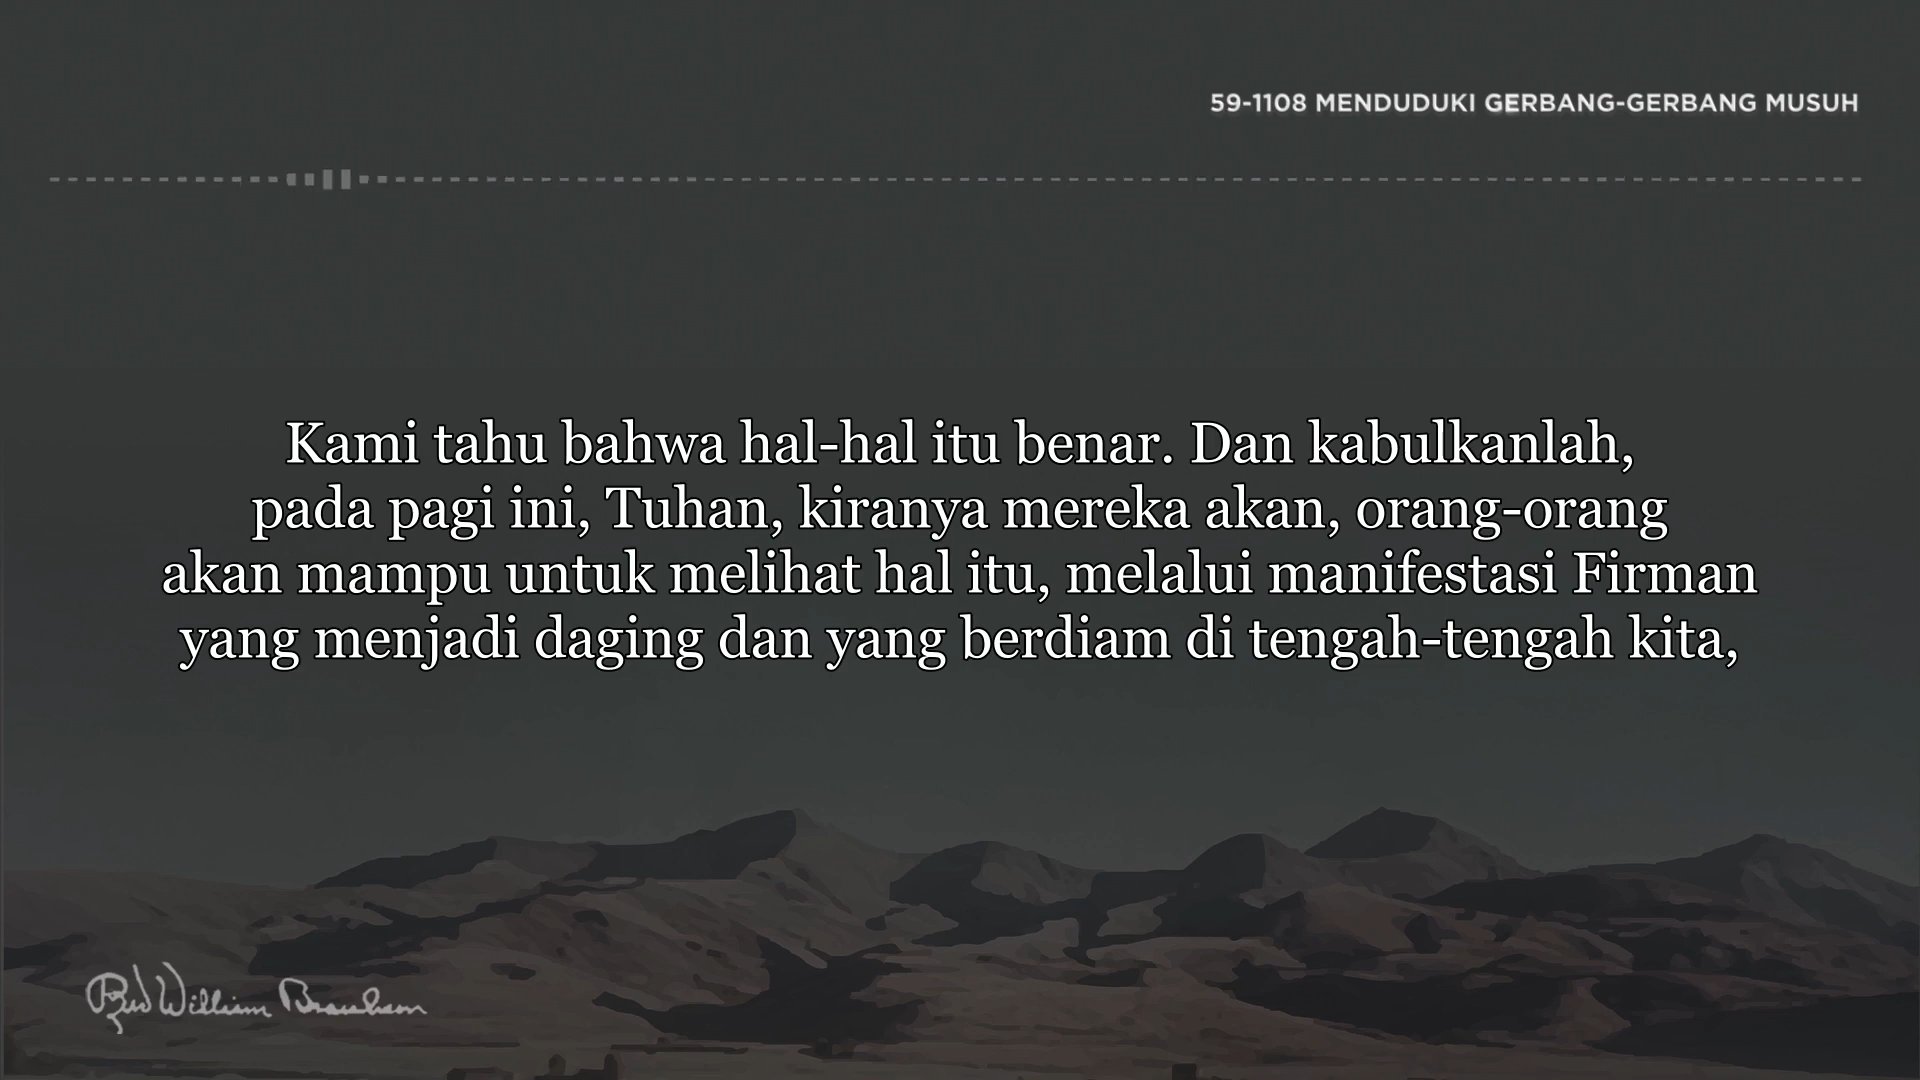 59-1108 MENDUDUKI GERBANG-GERBANG MUSUH
Kami tahu bahwa hal-hal itu benar. Dan kabulkanlah,
pada pagi ini, Tuhan, kiranya mereka akan, orang-orang
akan mampu untuk melihat hal itu, melalui manifestasi Firman
yang menjadi daging dan yang berdiam di tengah-tengah kita,
Rev William Branham